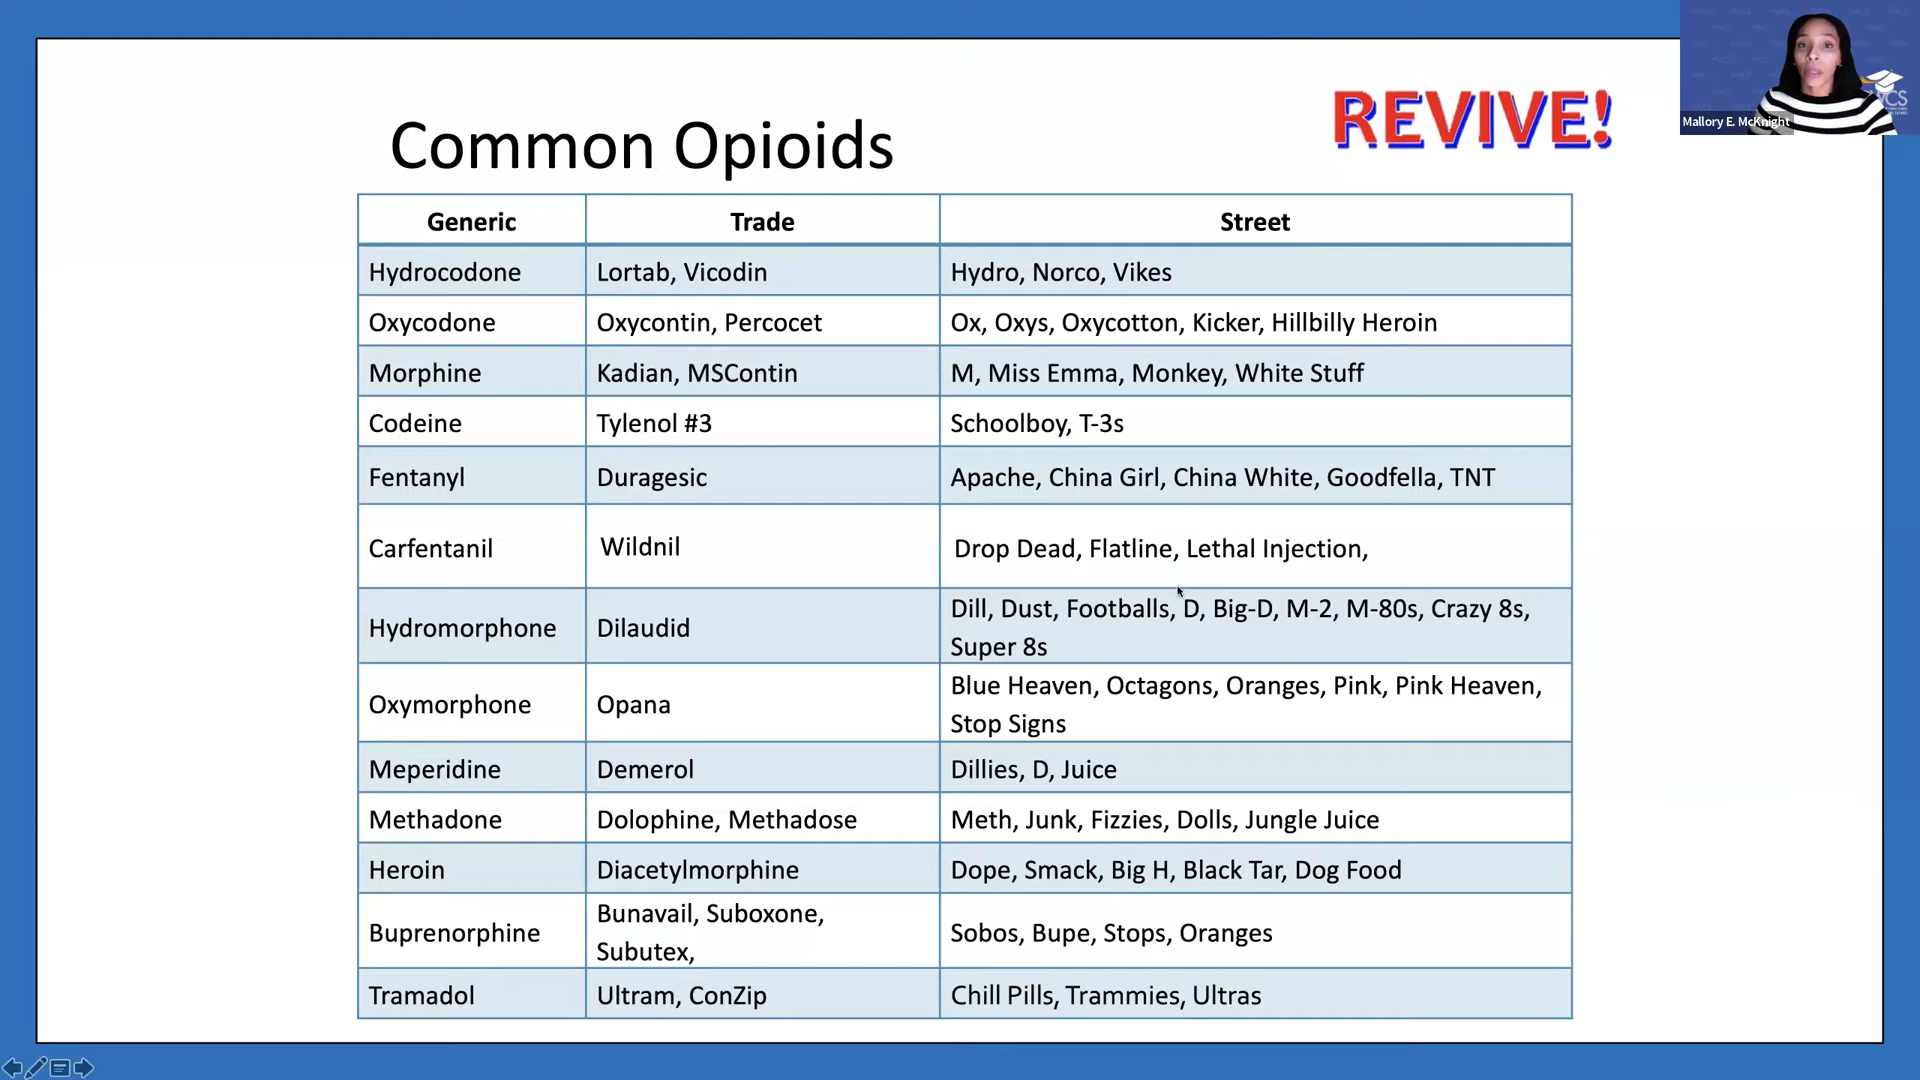 Common Opioids
REVIVE!
Mallory E. McKnight
Generic Trade Street
Hydrocodone Lortab, Vicodin Hydro, Norco, Vikes
Oxycodone Oxycontin, Percocet Ox, Oxys, Oxycotton, Kicker, Hillbilly Heroin
Morphine Kadian, MSContin M, Miss Emma, Monkey, White Stuff
Codeine Tylenol #3 Schoolboy, T-3s
Fentanyl Duragesic Apache, China Girl, China White, Goodfella, TNT
Carfentanil Wildnil Drop Dead, Flatline, Lethal Injection,
Hydromorphone Dilaudid Dill, Dust, Footballs, D, Big-D, M-2, M-80s, Crazy 8s,
Super 8s
Oxymorphone Opana Blue Heaven, Octagons, Oranges, Pink, Pink Heaven,
Stop Signs
Meperidine Demerol Dillies, D, Juice
Methadone Dolophine, Methadose Meth, Junk, Fizzies, Dolls, Jungle Juice
Heroin Diacetylmorphine Dope, Smack, Big H, Black Tar, Dog Food
Buprenorphine Bunavail, Suboxone,
Subutex, Sobos, Bupe, Stops, Oranges
Tramadol Ultram, ConZip Chill Pills, Trammies, Ultras